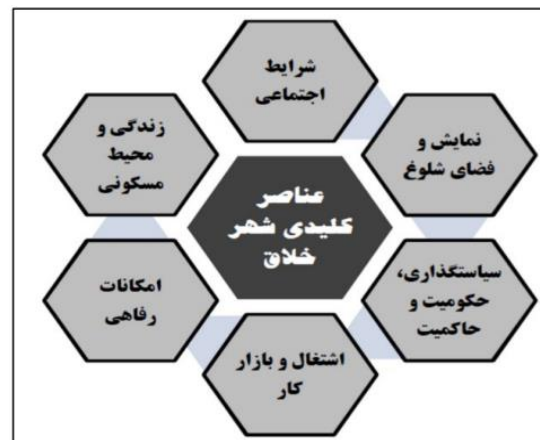 شرایط
اجتماعی
نمایش و
فضای شلوغ
سیاستگذاری،
حکومیت و
حاکمیت
اشتغال و بازار
کار
امکانات
رفاهی
زندگی و
محیط
مسکونی
عناصر
کلیدی شهر
خلاق